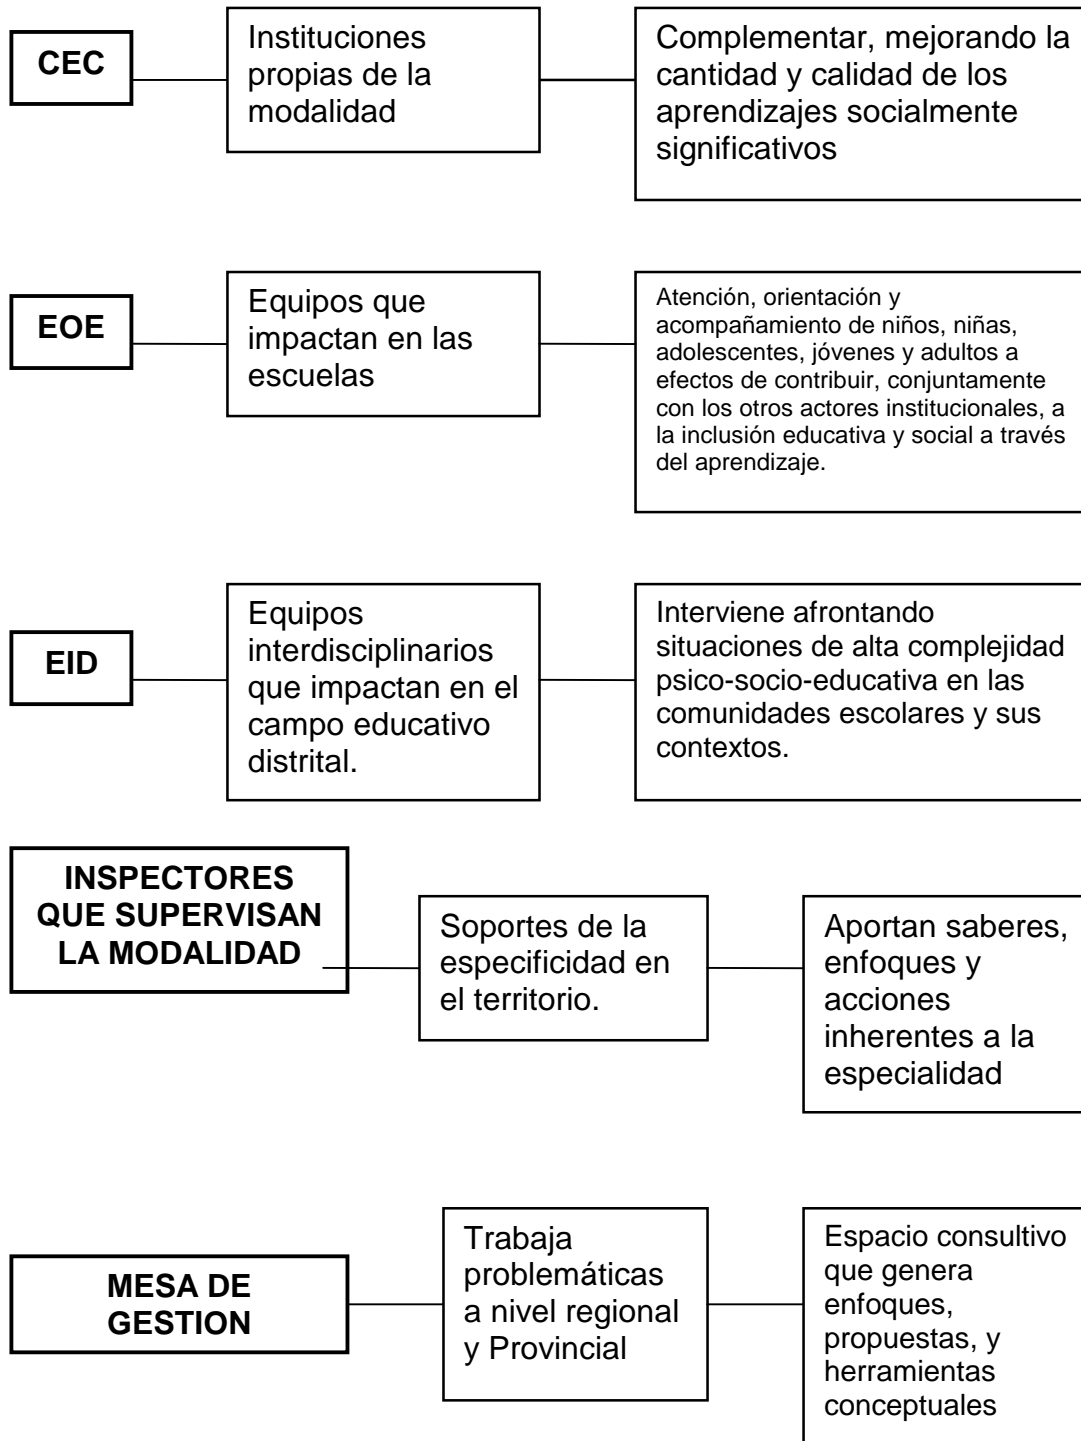 CEC
Instituciones
propias de la
modalidad
Complementar, mejorando la
cantidad y calidad de los
aprendizajes socialmente
significativos
EOE
Equipos que
impactan en las
escuelas
Atención, orientación y
acompañamiento de niños, niñas,
adolescentes, jóvenes y adultos a
efectos de contribuir, conjuntamente
con los otros actores institucionales, a
la inclusión educativa y social a través
del aprendizaje.
EID
Equipos
interdisciplinarios
que impactan en el
campo educativo
distrital.
Interviene afrontando
situaciones de alta complejidad
psico-socio-educativa en las
comunidades escolares y sus
contextos.
INSPECTORES
QUE SUPERVISAN
LA MODALIDAD
Soportes de la
especificidad en
el territorio.
Aportan saberes,
enfoques y
acciones
inherentes a la
especialidad
MESA DE
GESTION
Trabaja
problemáticas
a nivel regional
y Provincial
Espacio consultivo
que genera
enfoques,
propuestas, y
herramientas
conceptuales